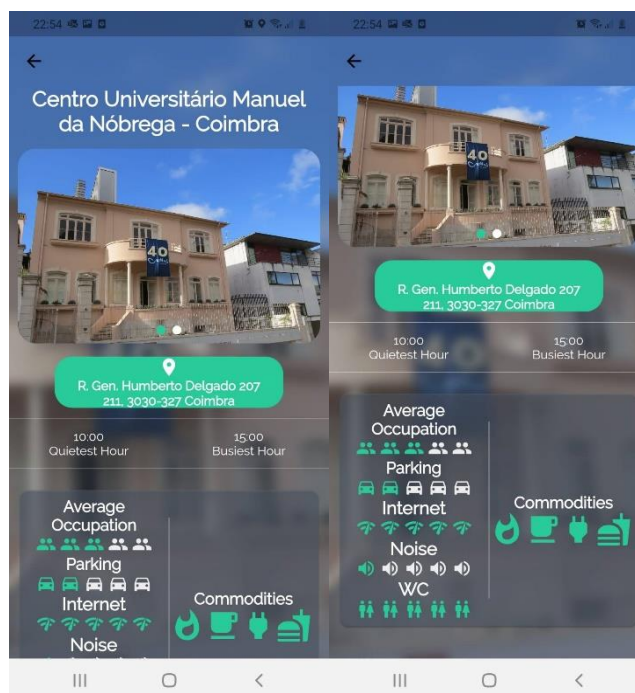 22:54
Centro Universitário Manuel
da Nóbrega - Coimbra
40
R. Gen. Humberto Delgado 207
211, 3030-327 Coimbra
10:00
Quietest Hour
15:00
Busiest Hour
Average
Occupation
Parking
Internet
Noise
Commodities
22:54
40
R. Gen. Humberto Delgado 207
211, 3030-327 Coimbra
10:00
Quietest Hour
15:00
Busiest Hour
Average
Occupation
Parking
Internet
Noise
WC
Commodities